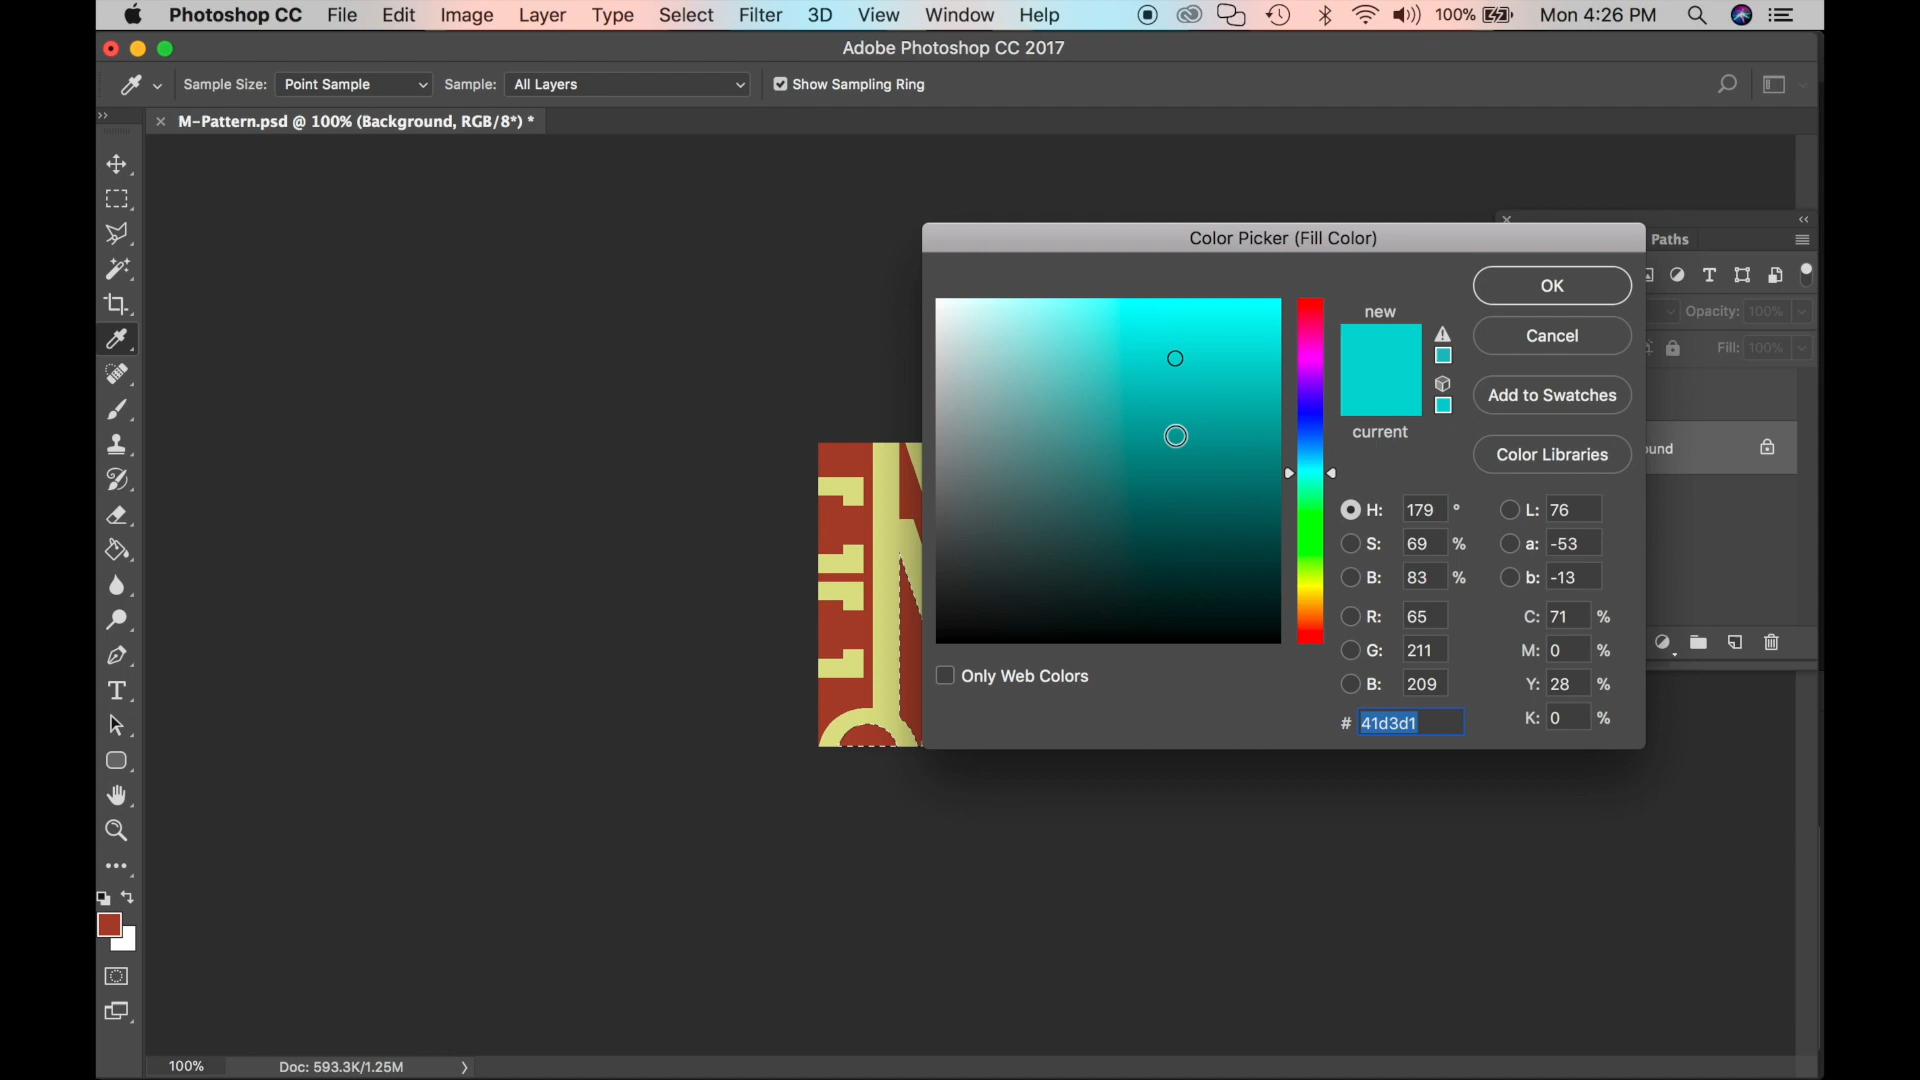 Photoshop CC File Edit Image Layer Type Select Filter 3D View Window Help 100% Mon 4:26 PM
Adobe Photoshop CC 2017
Sample Size: Point Sample Sample: All Layers Show Sampling Ring
M-Pattern.psd @ 100% (Background, RGB/8*) *
Color Picker (Fill Color)
Paths
OK
new
Opacity: 100%
Cancel
Fill: 100%
Add to Swatches
current
Color Libraries
ound
H: 179 °
L: 76
S: 69 %
a: -53
B: 83 %
b: -13
R: 65
C: 71 %
G: 211
M: 0 %
Only Web Colors
B: 209
Y: 28 %
# 41d3d1
K: 0 %
T
100% Doc: 593.3K/1.25M